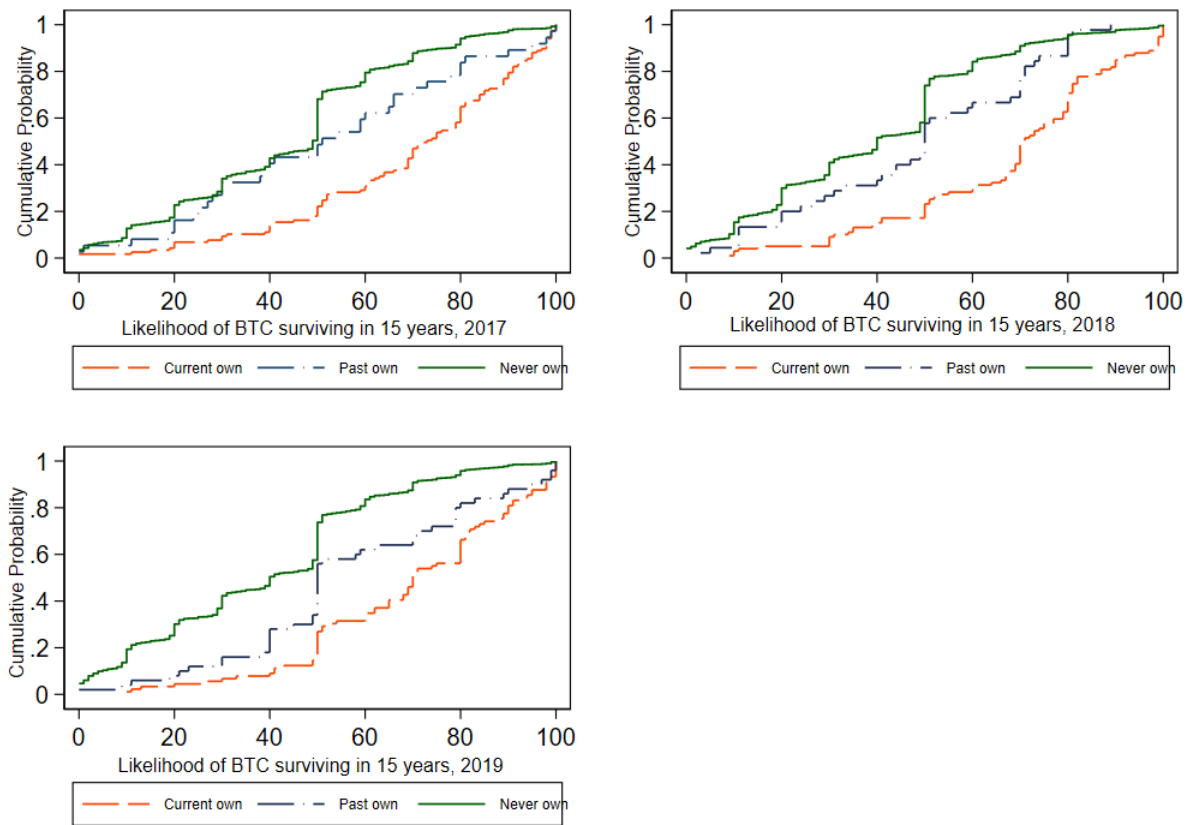 Cumulative Probability
1
.8
.6
.4
.2
0
0 20 40 60 80 100
Likelihood of BTC surviving in 15 years, 2017
Current own Past own Never own
Cumulative Probability
1
.8
.6
.4
.2
0
0 20 40 60 80 100
Likelihood of BTC surviving in 15 years, 2018
Current own Past own Never own
Cumulative Probability
1
.8
.6
.4
.2
0
0 20 40 60 80 100
Likelihood of BTC surviving in 15 years, 2019
Current own Past own Never own